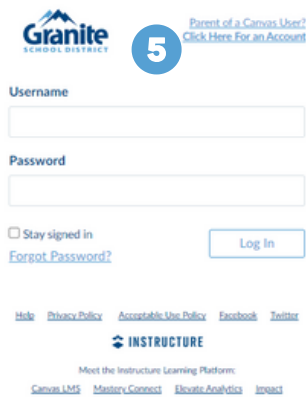 Granite
SCHOOL DISTRICT
5
Parent of a Canvas User?
Click Here For an Account
Username
Password
Stay signed in
Forgot Password?
Log In
Help Privacy Policy Acceptable Use Policy Facebook Twitter
INSTRUCTURE
Meet the Instructure Learning Platform:
Canvas LMS Mastery Connect Elevate Analytics Impact